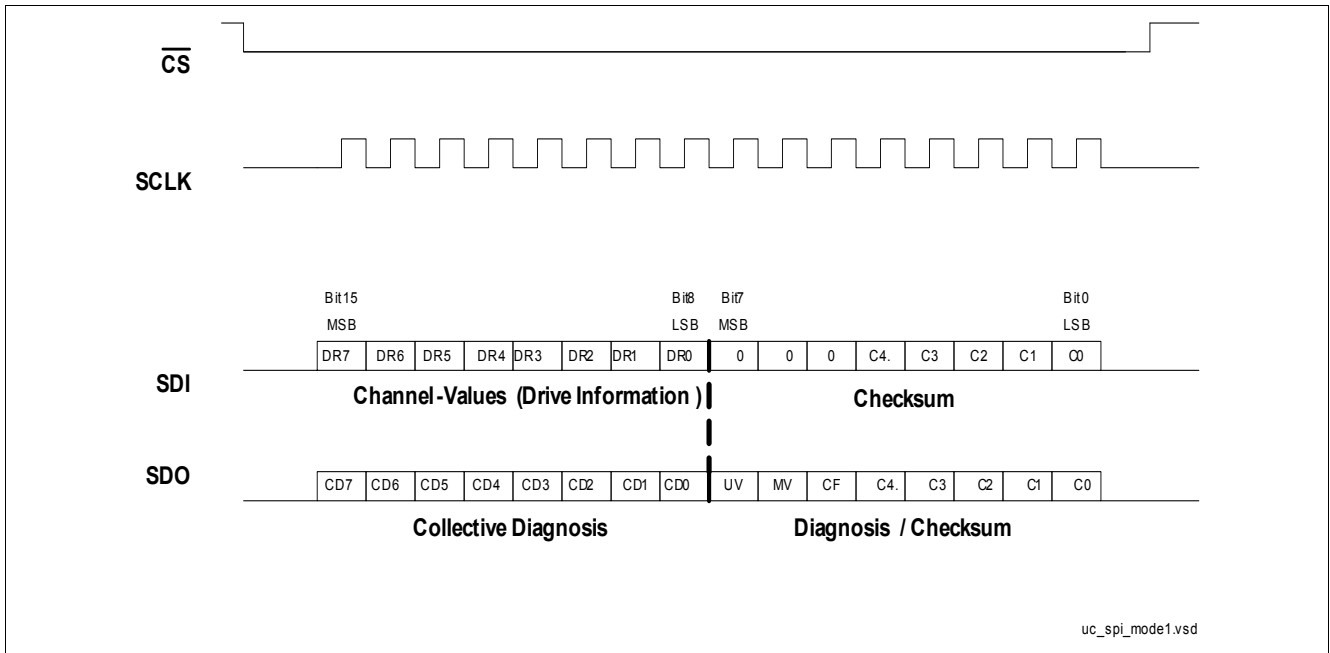 CS
SCLK
Bit15 Bit8 Bit7 Bit0
MSB LSB MSB LSB
DR7 DR6 DR5 DR4 DR3 DR2 DR1 DR0 0 0 0 C4. C3 C2 C1 C0
SDI
Channel-Values (Drive Information) Checksum
SDO
CD7 CD6 CD5 CD4 CD3 CD2 CD1 CD0 UV MV CF C4. C3 C2 C1 C0
Collective Diagnosis Diagnosis / Checksum
uc_spi_mode1.vsd